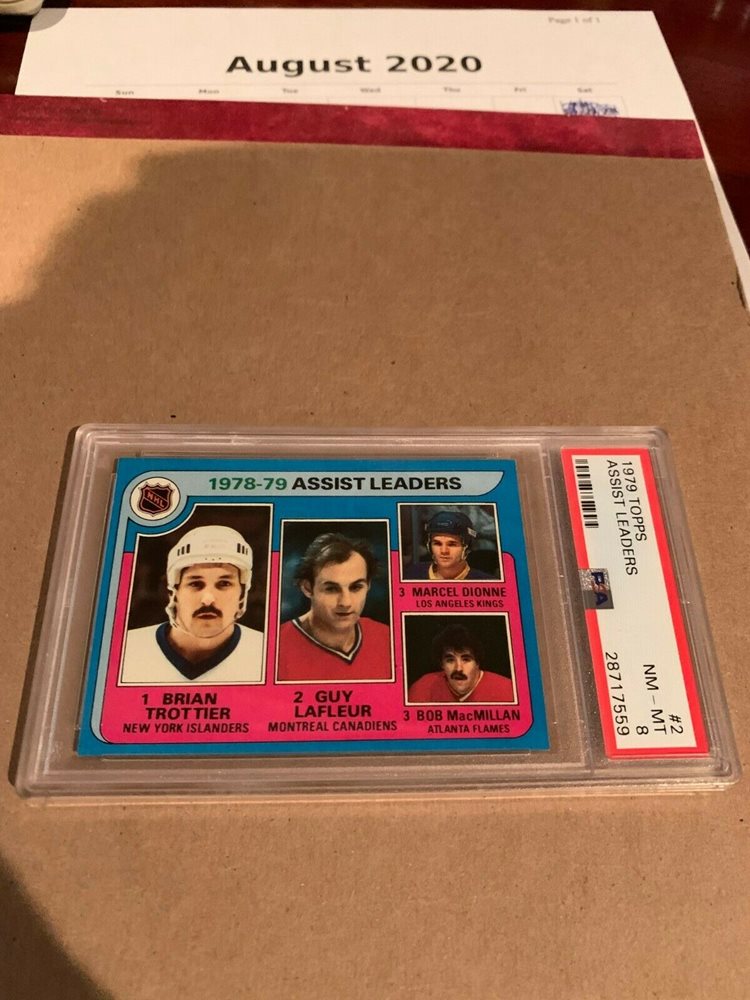 Page 1 of 1
August 2020
Sun Mon Tue Wed Thu Fri Sat
NHL
1978-79 ASSIST LEADERS
1 BRIAN
TROTTIER
NEW YORK ISLANDERS
2 GUY
LAFLEUR
MONTREAL CANADIENS
3 MARCEL DIONNE
LOS ANGELES KINGS
3 BOB MacMILLAN
ATLANTA FLAMES
1979 TOPPS #2
ASSIST LEADERS NM - MT 8
PSA
28717559